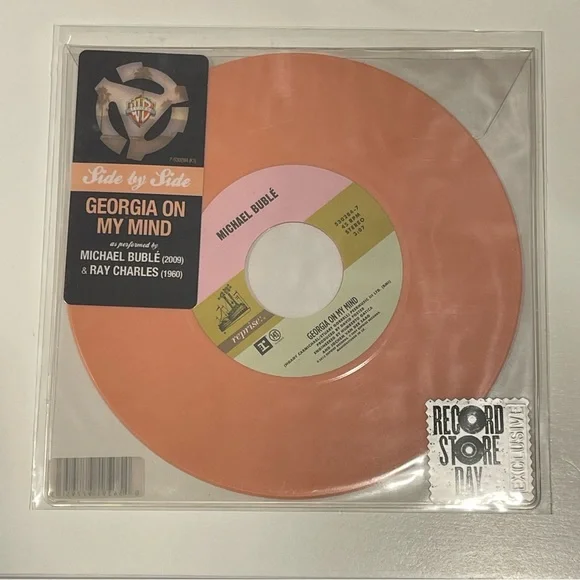 WB
Side by Side
GEORGIA ON
MY MIND
as performed by
MICHAEL BUBLÉ (2009)
& RAY CHARLES (1960)
MICHAEL BUBLÉ
45 RPM
STEREO
reprise:
GEORGIA ON MY MIND
RECORD
STORE
DAY
EXCLUSIVE